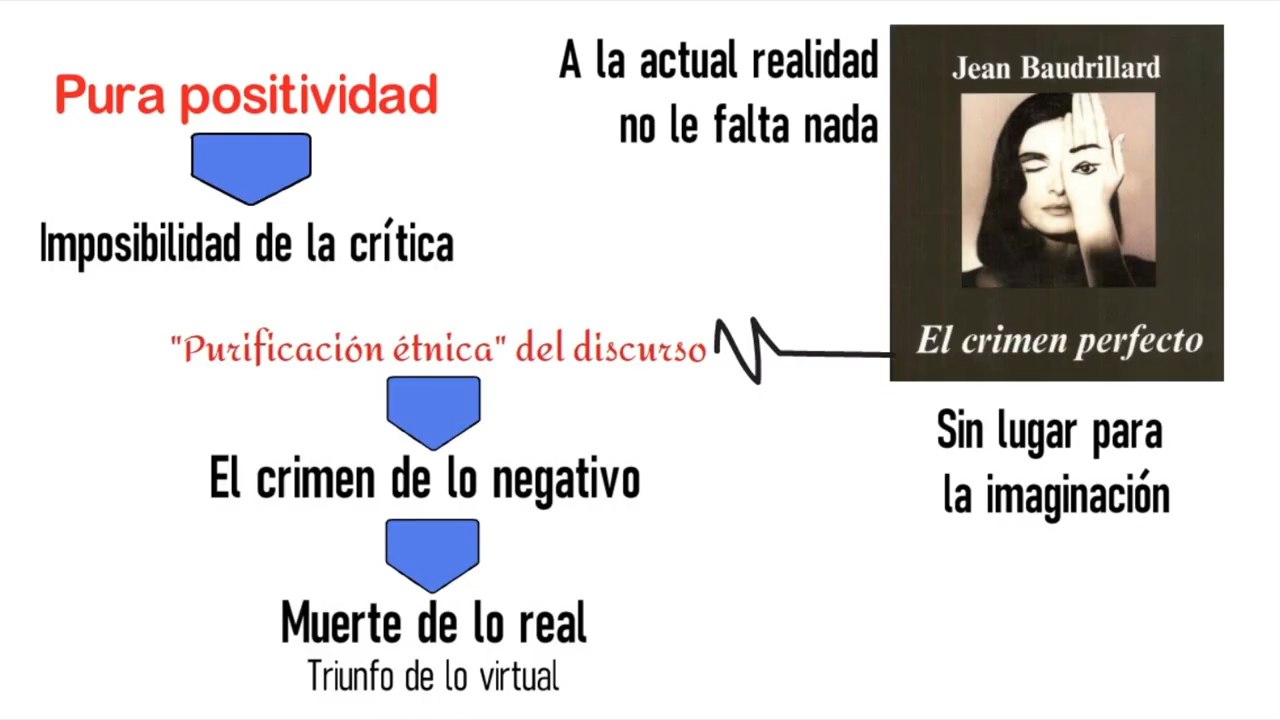 Pura positividad
Imposibilidad de la crítica
A la actual realidad
no le falta nada
Jean Baudrillard
El crimen perfecto
"Purificación étnica" del discurso
El crimen de lo negativo
Muerte de lo real
Triunfo de lo virtual
Sin lugar para
la imaginación